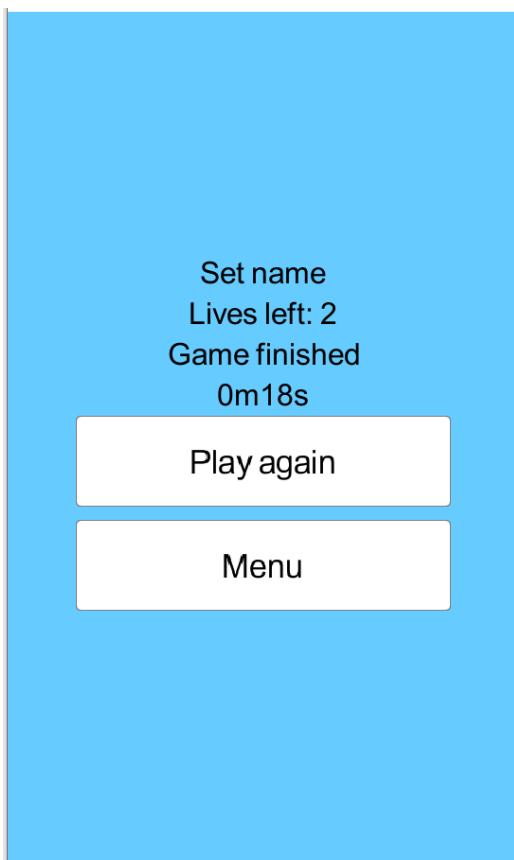 Set name
Lives left: 2
Game finished
0m18s
Play again
Menu